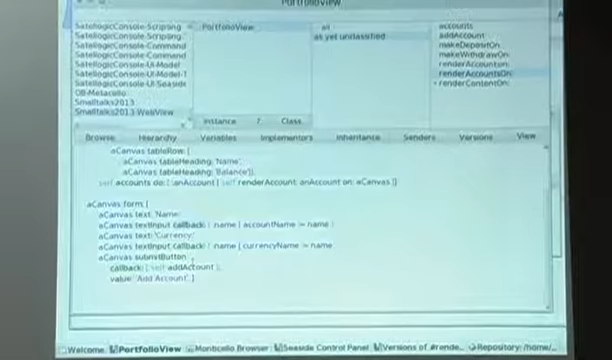 PortfolioView
SatellogicConsole-Scripting
SatellogicConsole-Scripting
SatellogicConsole-Command
SatellogicConsole-Command
SatellogicConsole-UI-Model
SatellogicConsole-UI-Model-T
SatellogicConsole-UI-Seaside
OB-Metacello
Smalltalks2013
Smalltalks2013-WebView
PortfolioView
Instance ? Class
all
as yet unclassified
accounts
addAccount
makeDepositOn:
makeWithdrawOn:
renderAccount:on:
renderAccountsOn:
renderContentOn:
Browse Hierarchy Variables Implementors Inheritance Senders Versions View
aCanvas tableRow: [
aCanvas tableHeading: 'Name'.
aCanvas tableHeading: 'Balance'].
self accounts do: [ :anAccount | self renderAccount: anAccount on: aCanvas ]].
aCanvas form: [
aCanvas text: 'Name:'.
aCanvas textInput callback: [ :name | accountName := name ].
aCanvas text: 'Currency:'.
aCanvas textInput callback: [ :name | currencyName := name ].
aCanvas submitButton
callback: [ self addAccount ];
value: 'Add Account' ]
Welcome PortfolioView Monticello Browser Seaside Control Panel Versions of #rende... Repository: /home/...